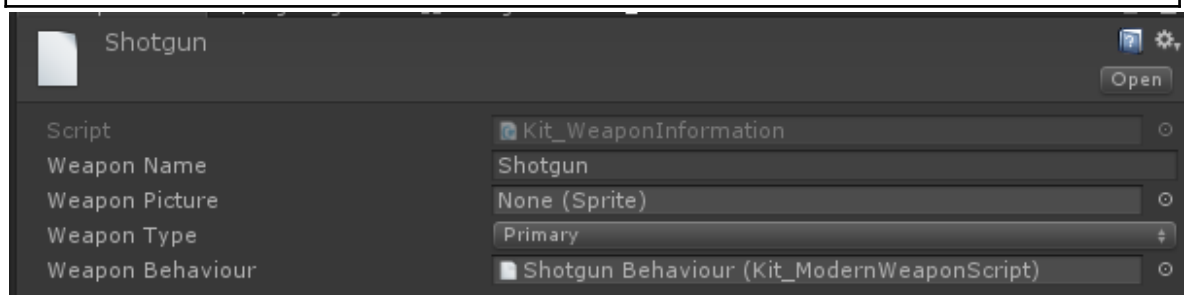 Shotgun
Open
Script Kit_WeaponInformation
Weapon Name Shotgun
Weapon Picture None (Sprite)
Weapon Type Primary
Weapon Behaviour Shotgun Behaviour (Kit_ModernWeaponScript)